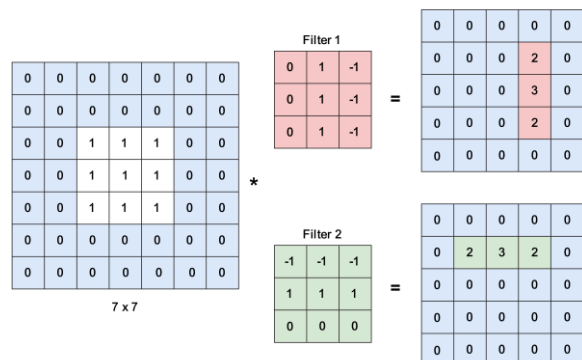 0 0 0 0 0 0 0
0 0 0 0 0 0 0
0 0 1 1 1 0 0
0 0 1 1 1 0 0
0 0 1 1 1 0 0
0 0 0 0 0 0 0
0 0 0 0 0 0 0
7 x 7
*
Filter 1
0 1 -1
0 1 -1
0 1 -1
=
0 0 0 0 0
0 0 0 2 0
0 0 0 3 0
0 0 0 2 0
0 0 0 0 0
Filter 2
-1 -1 -1
1 1 1
0 0 0
=
0 0 0 0 0
0 2 3 2 0
0 0 0 0 0
0 0 0 0 0
0 0 0 0 0